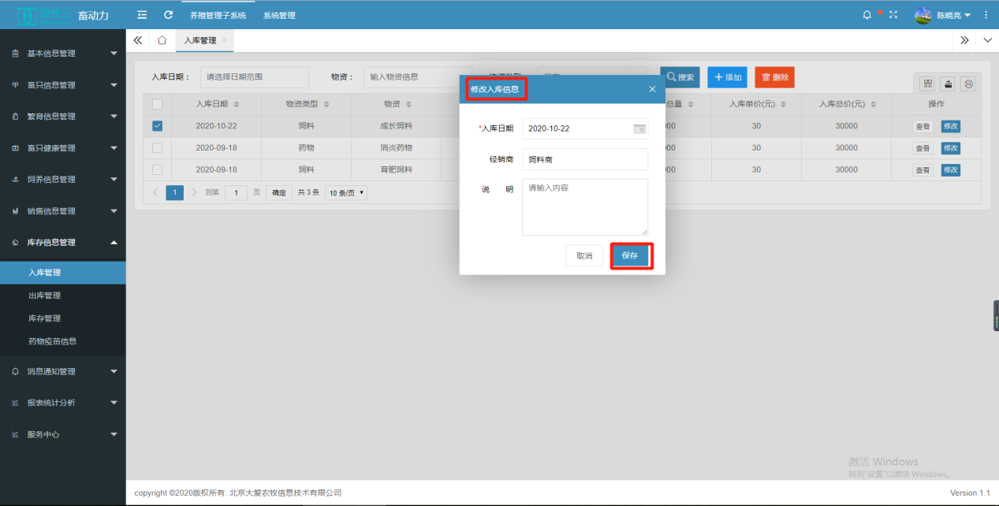 畜牧云 畜动力 养殖管理子系统 系统管理 陈晓亮
入库管理
基本信息管理
畜只信息管理
繁育信息管理
畜只健康管理
饲养信息管理
销售信息管理
库存信息管理
入库管理
出库管理
库存管理
药物疫苗信息
消息通知管理
报表统计分析
服务中心
入库日期： 请选择日期范围 物资： 输入物资信息 搜索 添加 删除
入库日期 物资类型 物资 总量 入库单价(元) 入库总价(元) 操作
2020-10-22 饲料 成长饲料 000 30 30000 查看 修改
2020-09-18 药物 消炎药物 000 30 30000 查看 修改
2020-09-18 饲料 育肥饲料 000 30 30000 查看 修改
1 到第 1 页 确定 共 3 条 10 条/页
修改入库信息
*入库日期 2020-10-22
经销商 饲料商
说 明 请输入内容
取消 保存
激活 Windows
转到"设置"以激活 Windows。
copyright ©2020版权所有: 北京大爱农牧信息技术有限公司 Version 1.1